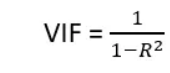 VIF = 1/(1−R²)